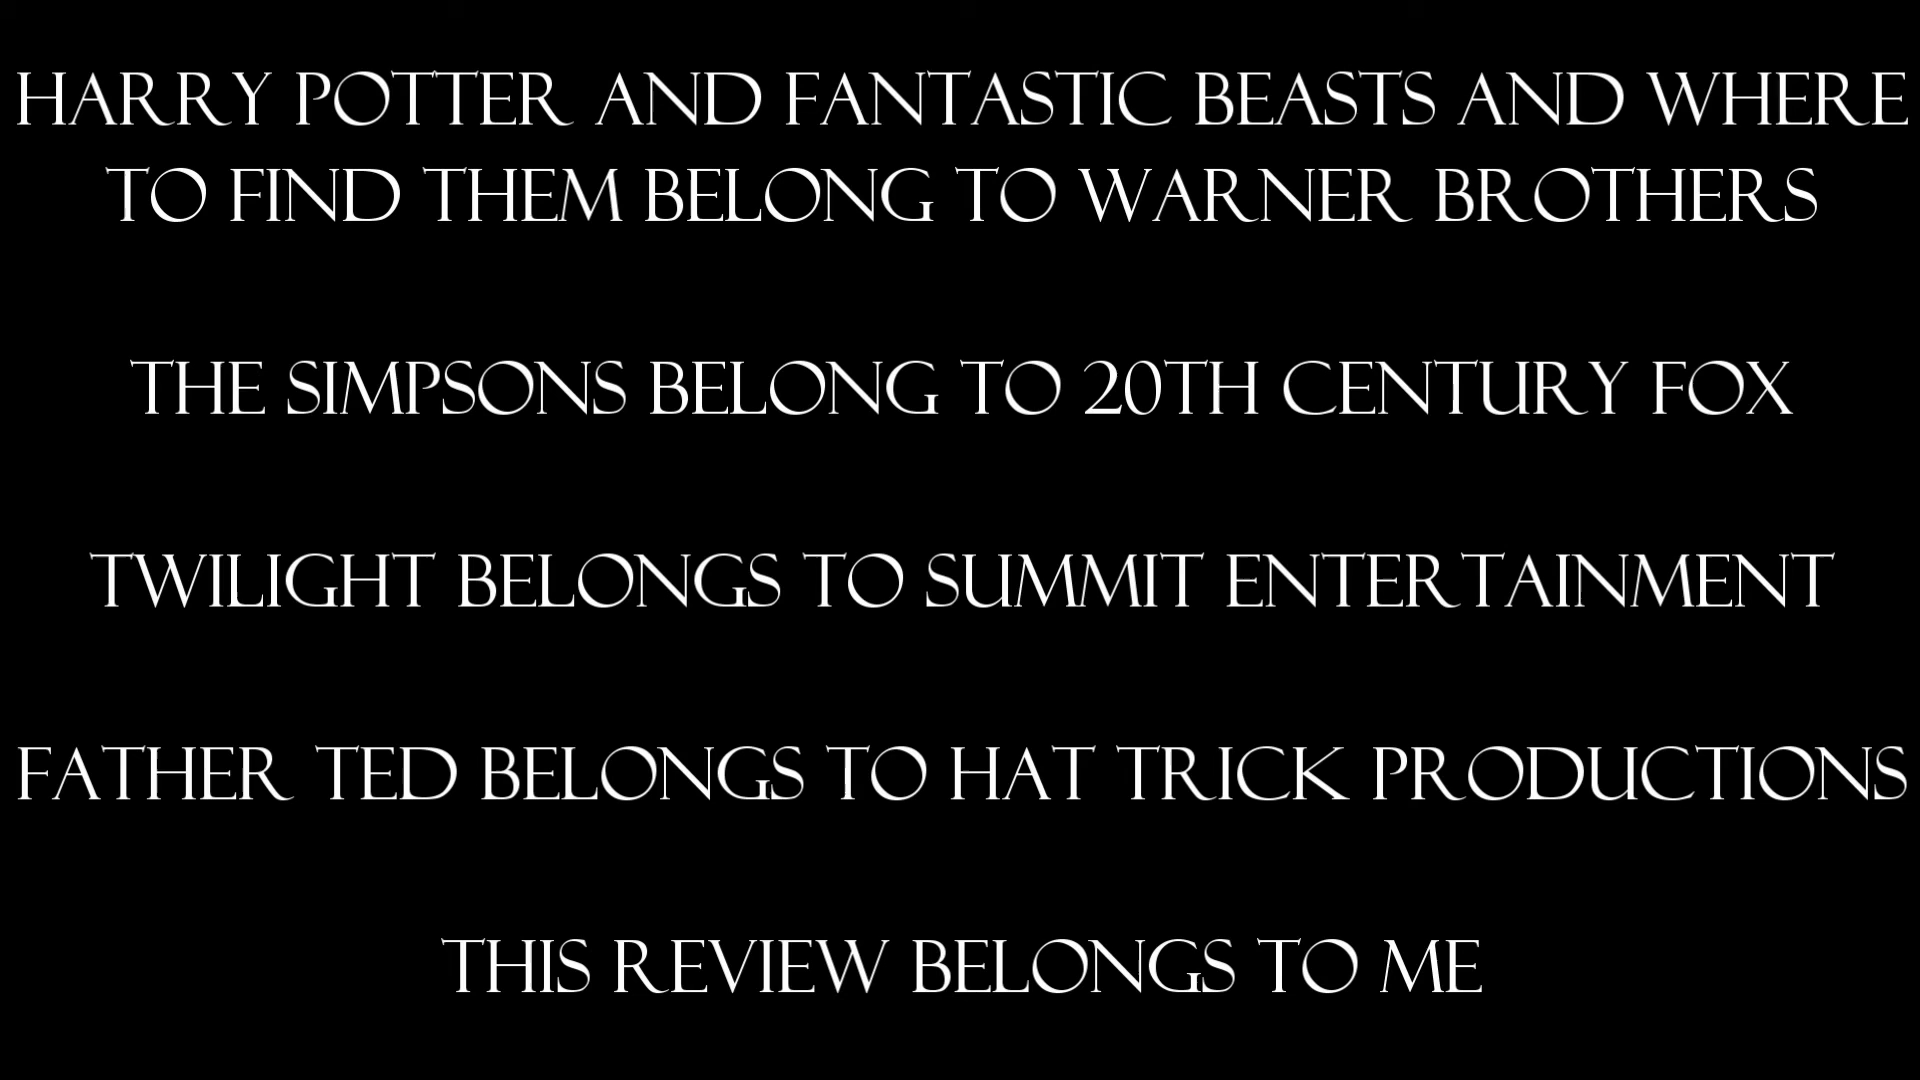 HARRY POTTER AND FANTASTIC BEASTS AND WHERE
TO FIND THEM BELONG TO WARNER BROTHERS
THE SIMPSONS BELONG TO 20TH CENTURY FOX
TWILIGHT BELONGS TO SUMMIT ENTERTAINMENT
FATHER TED BELONGS TO HAT TRICK PRODUCTIONS
THIS REVIEW BELONGS TO ME